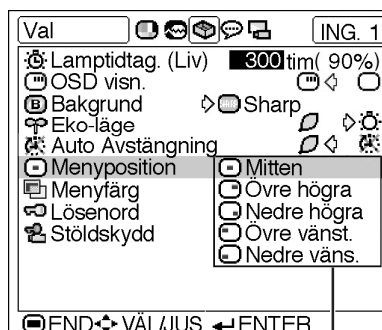 Val ING. 1
Lamptidtag. (Liv) 300 tim( 90%)
OSD visn.
Bakgrund Sharp
Eko-läge
Auto Avstängning
Menyposition Mitten
Menyfärg Övre högra
Lösenord Nedre högra
Stöldskydd Övre vänst.
Nedre väns.
END VÄL/JUS ENTER